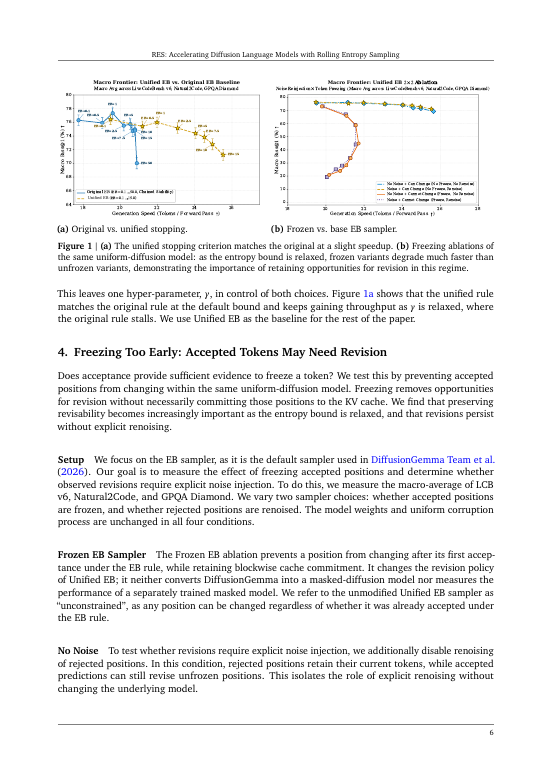 RES: Accelerating Diffusion Language Models with Rolling Entropy Sampling
Macro Frontier: Unified EB vs. Original EB Baseline
Macro Avg across LiveCodeBench v6, Natural2Code, GPQA Diamond
Generation Speed (Tokens / Forward Pass ↑)
Macro Frontier: Unified EB 2×2 Ablation
Generation Speed (Tokens / Forward Pass ↑)
(a) Original vs. unified stopping.
(b) Frozen vs. base EB sampler.
Figure 1 | (a) The unified stopping criterion matches the original at a slight speedup. (b) Freezing ablations of
the same uniform-diffusion model: as the entropy bound is relaxed, frozen variants degrade much faster than
unfrozen variants, demonstrating the importance of retaining opportunities for revision in this regime.
This leaves one hyper-parameter, γ, in control of both choices. Figure 1a shows that the unified rule
matches the original rule at the default bound and keeps gaining throughput as γ is relaxed, where
the original rule stalls. We use Unified EB as the baseline for the rest of the paper.
4. Freezing Too Early: Accepted Tokens May Need Revision
Does acceptance provide sufficient evidence to freeze a token? We test this by preventing accepted
positions from changing within the same uniform-diffusion model. Freezing removes opportunities
for revision without necessarily committing those positions to the KV cache. We find that preserving
revisability becomes increasingly important as the entropy bound is relaxed, and that revisions persist
without explicit renoising.
Setup We focus on the EB sampler, as it is the default sampler used in DiffusionGemma Team et al.
(2026). Our goal is to measure the effect of freezing accepted positions and determine whether
observed revisions require explicit noise injection. To do this, we measure the macro-average of LCB
v6, Natural2Code, and GPQA Diamond. We vary two sampler choices: whether accepted positions
are frozen, and whether rejected positions are renoised. The model weights and uniform corruption
process are unchanged in all four conditions.
Frozen EB Sampler The Frozen EB ablation prevents a position from changing after its first accep-
tance under the EB rule, while retaining blockwise cache commitment. It changes the revision policy
of Unified EB; it neither converts DiffusionGemma into a masked-diffusion model nor measures the
performance of a separately trained masked model. We refer to the unmodified Unified EB sampler as
“unconstrained”, as any position can be changed regardless of whether it was already accepted under
the EB rule.
No Noise To test whether revisions require explicit noise injection, we additionally disable renoising
of rejected positions. In this condition, rejected positions retain their current tokens, while accepted
predictions can still revise unfrozen positions. This isolates the role of explicit renoising without
changing the underlying model.
6